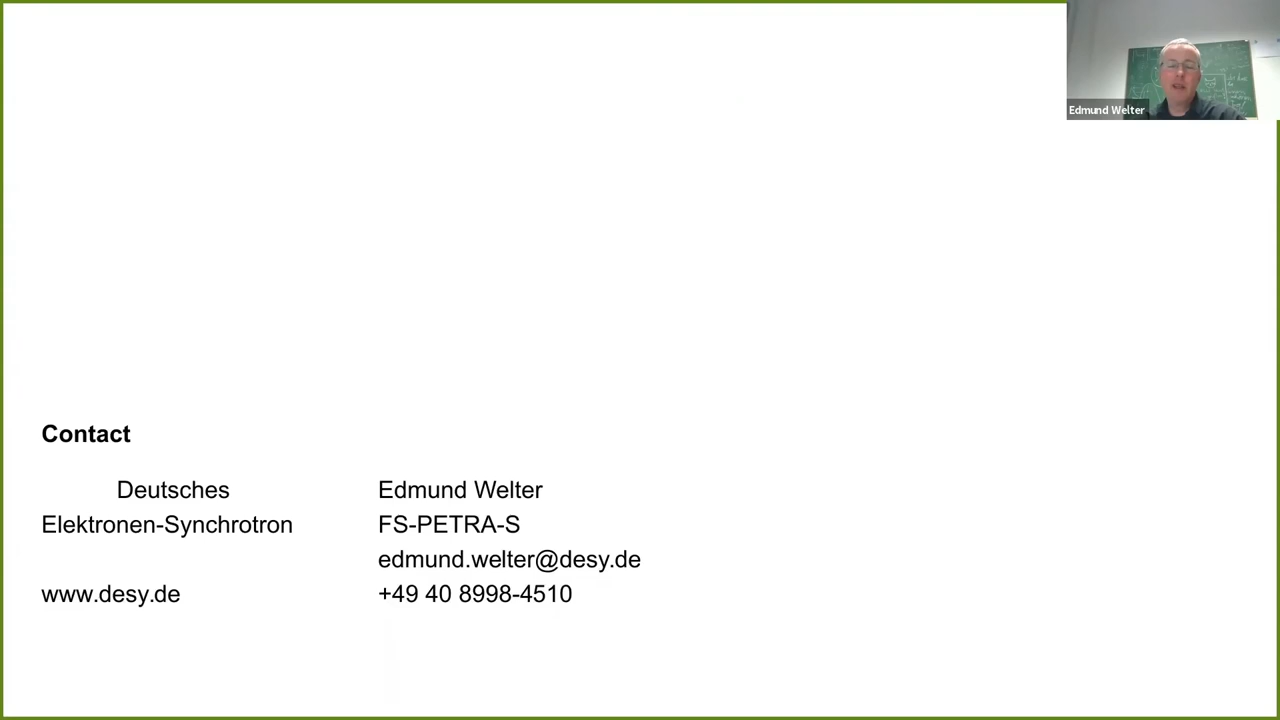 Edmund Welter
Contact
Deutsches
Elektronen-Synchrotron
www.desy.de
Edmund Welter
FS-PETRA-S
edmund.welter@desy.de
+49 40 8998-4510